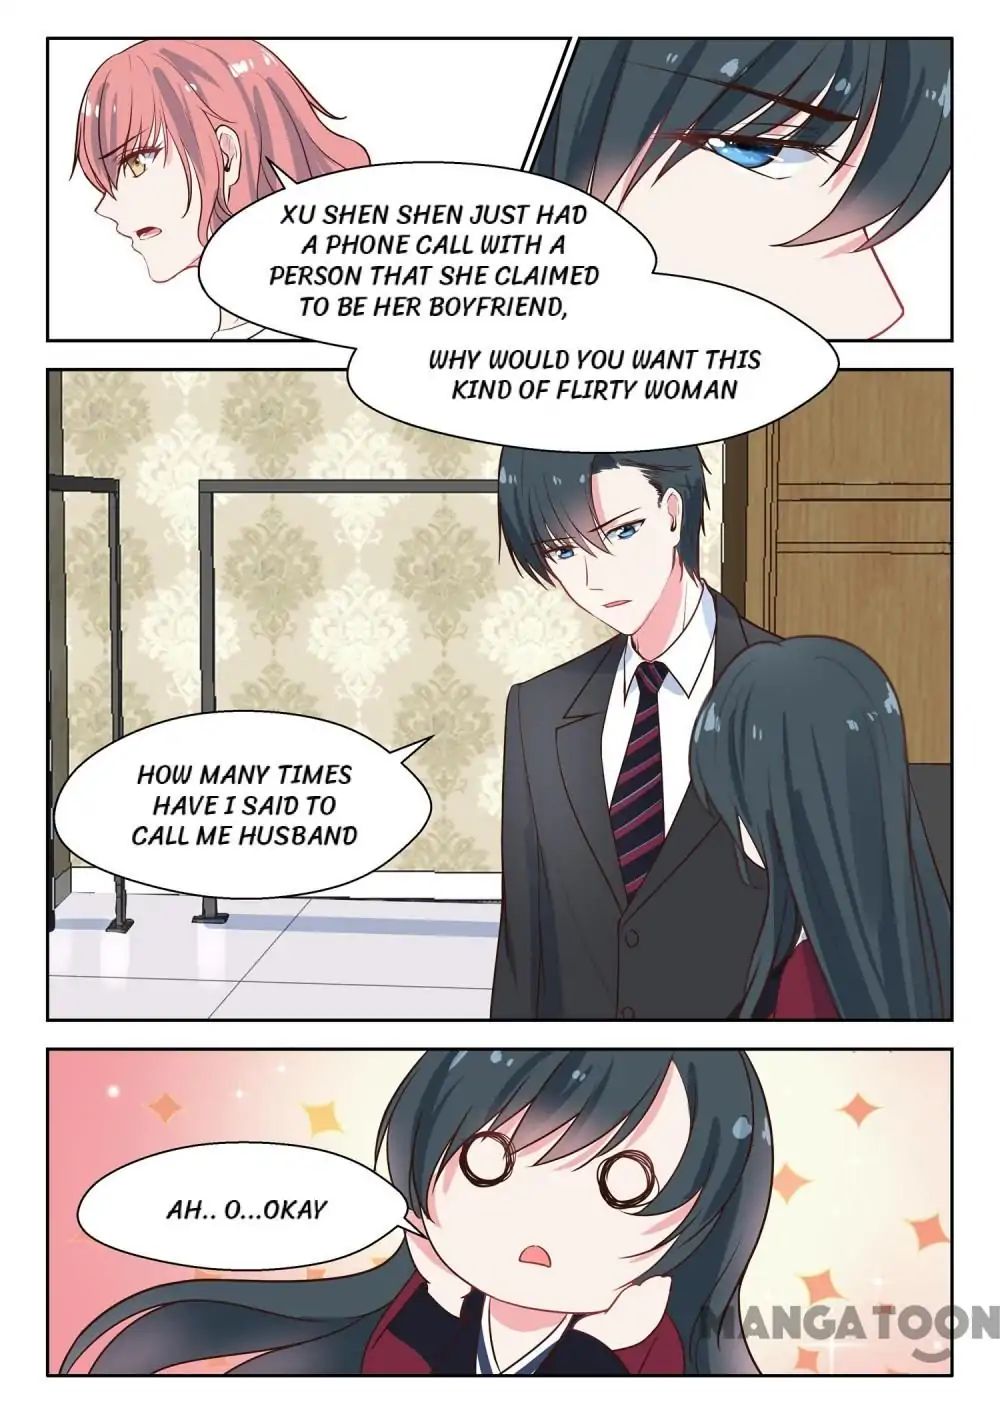 XU SHEN SHEN JUST HAD
A PHONE CALL WITH A
PERSON THAT SHE CLAIMED
TO BE HER BOYFRIEND,
WHY WOULD YOU WANT THIS
KIND OF FLIRTY WOMAN
HOW MANY TIMES
HAVE I SAID TO
CALL ME HUSBAND
AH.. O...OKAY
MANGATOON